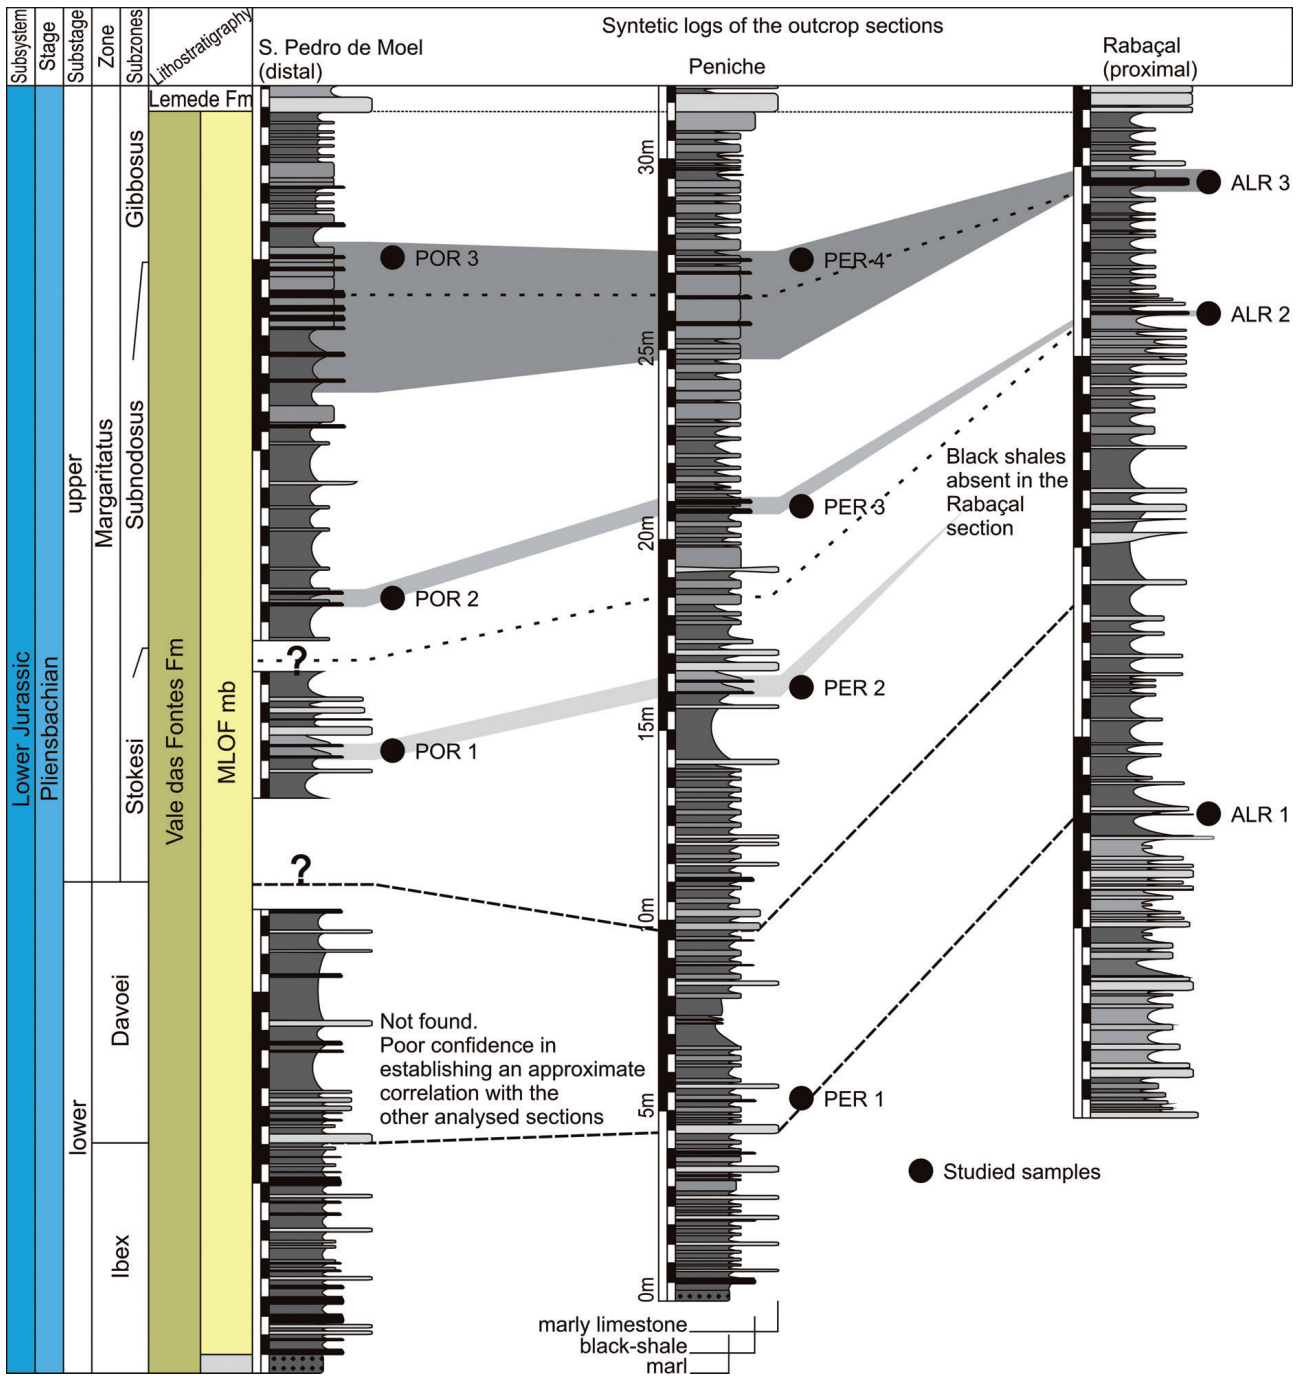 Subsystem
Stage
Substage
Zone
Subzones
Lithostratigraphy
Syntetic logs of the outcrop sections
S. Pedro de Moel
(distal)
Peniche
Rabaçal
(proximal)
Lower Jurassic
Pliensbachian
upper
lower
Margaritatus
Davoei
Ibex
Gibbosus
Subnodosus
Stokesi
Lemede Fm
Vale das Fontes Fm
MLOF mb
30m
25m
20m
15m
10m
5m
0m
POR 3
POR 2
POR 1
?
?
PER 4
PER 3
PER 2
PER 1
ALR 3
ALR 2
ALR 1
Black shales
absent in the
Rabaçal
section
Not found.
Poor confidence in
establishing an approximate
correlation with the
other analysed sections
Studied samples
marly limestone
black-shale
marl